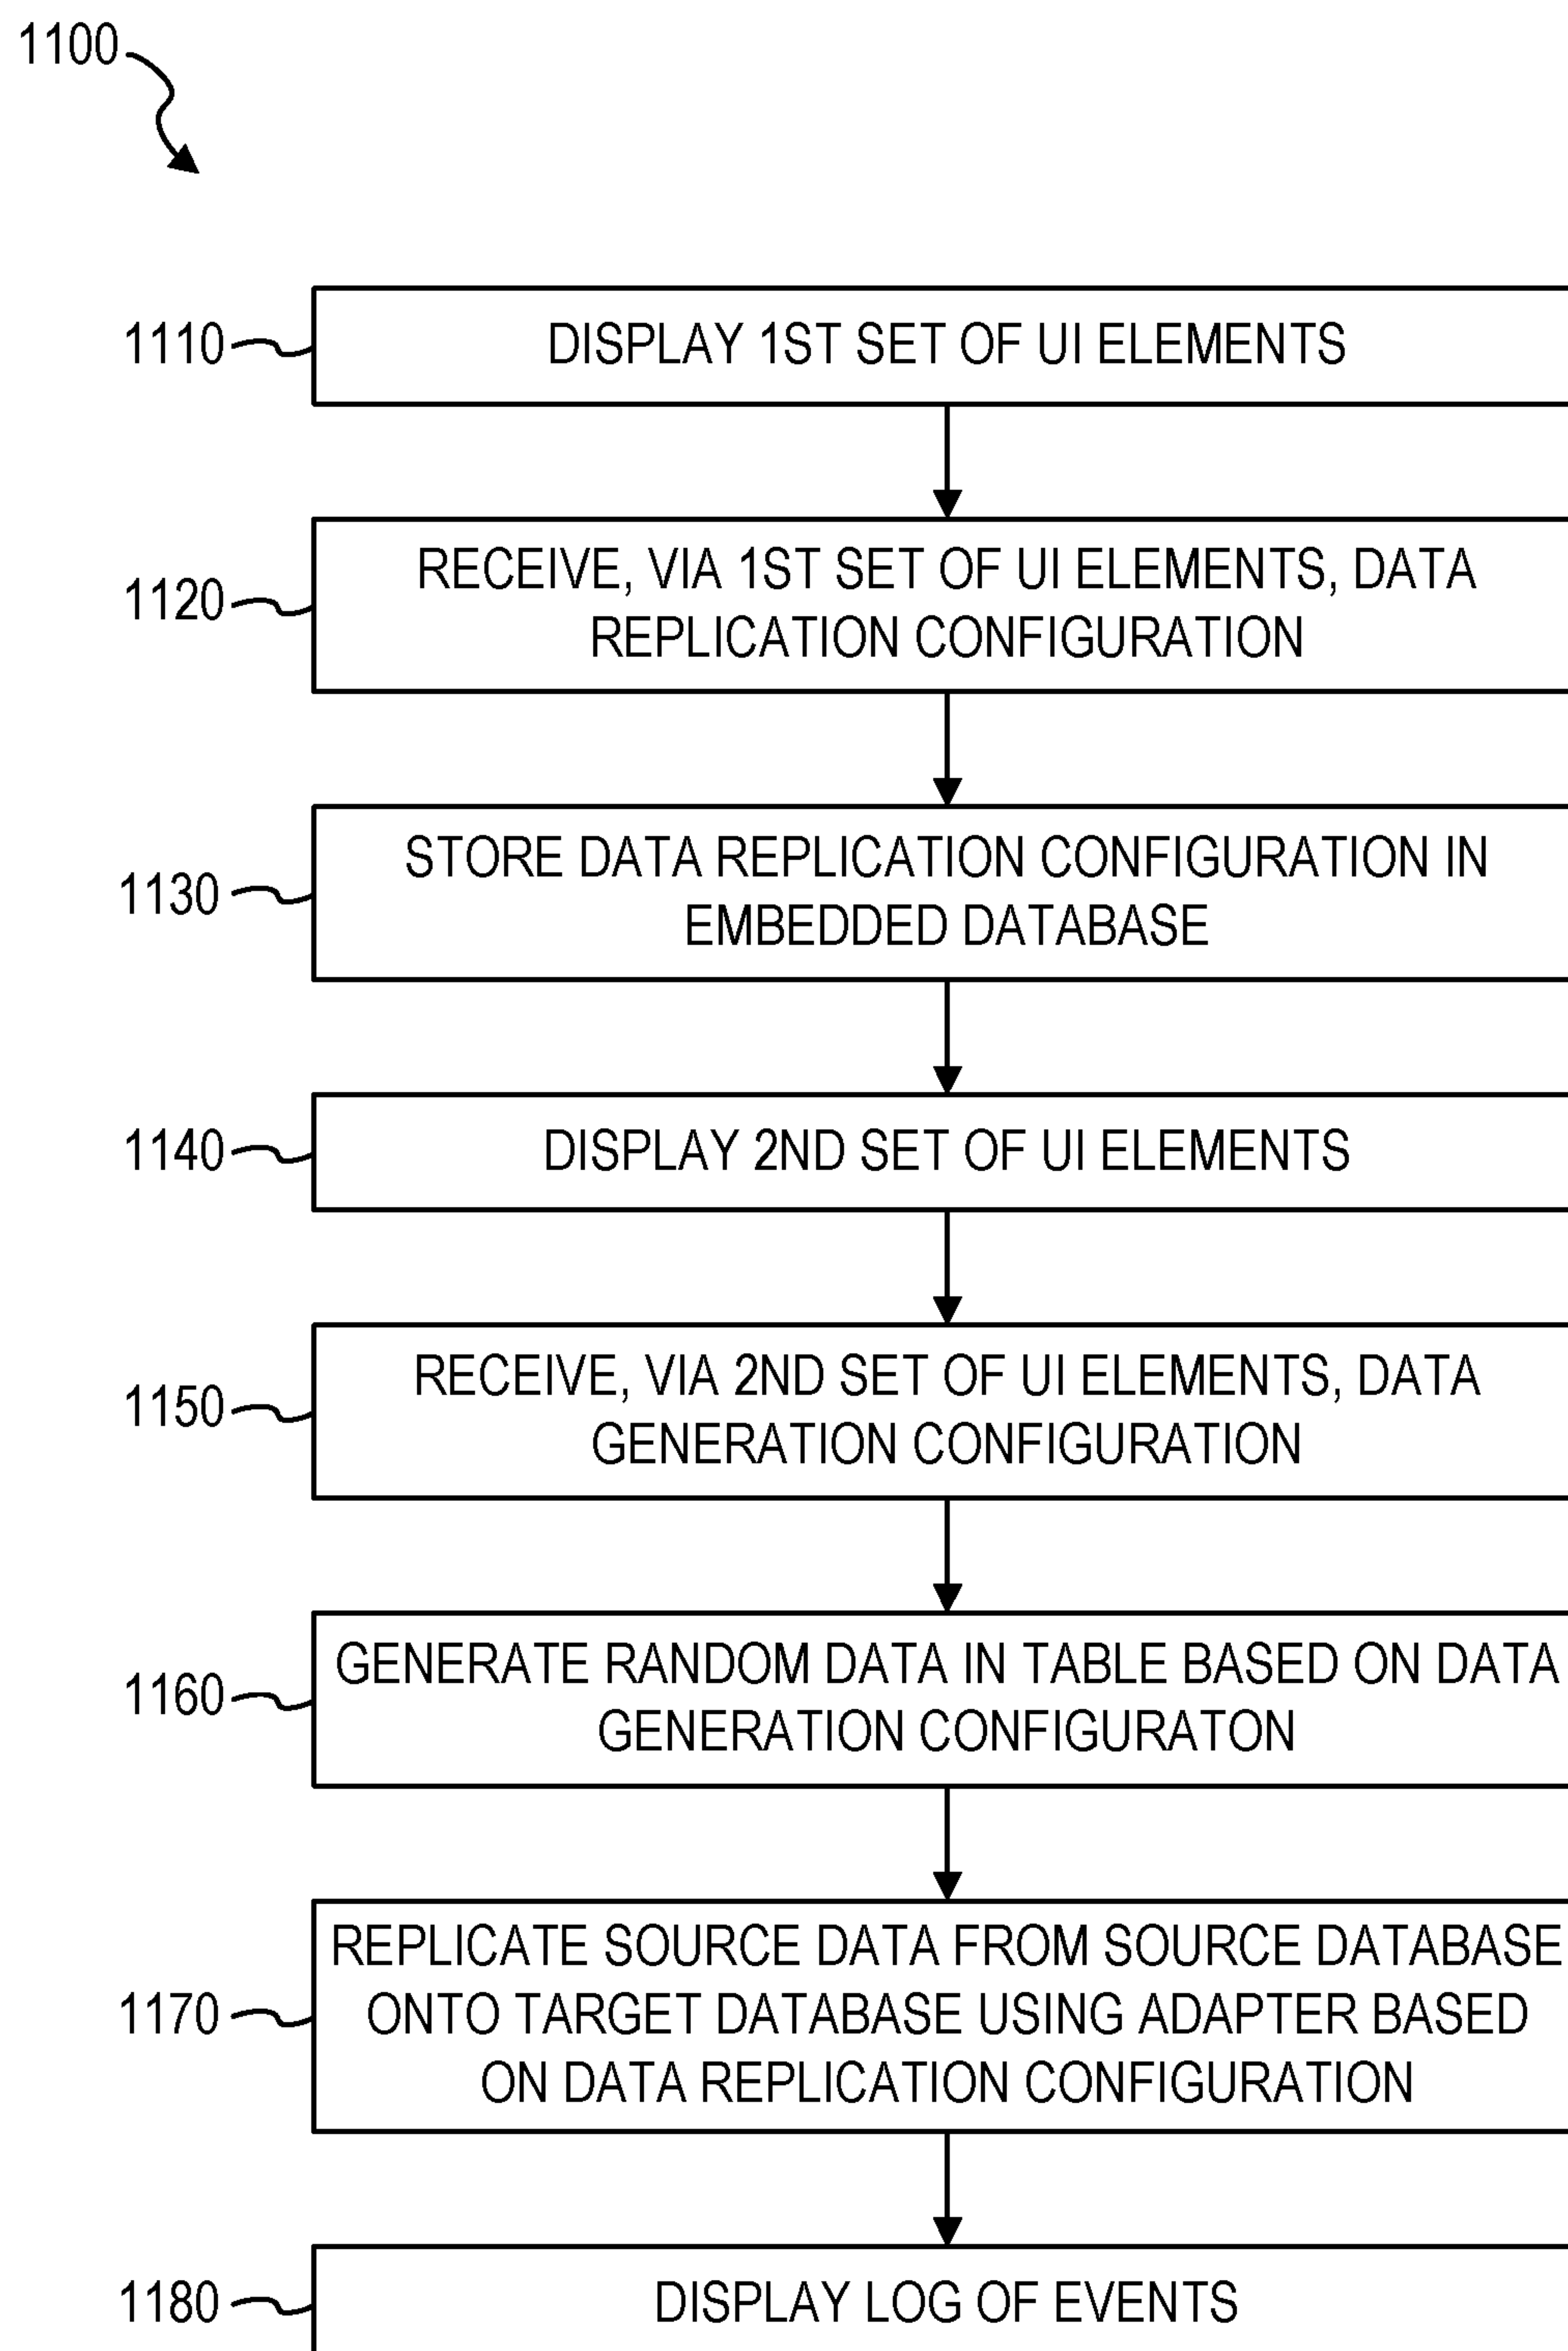 1100
1110
DISPLAY 1ST SET OF UI ELEMENTS
1120
RECEIVE, VIA 1ST SET OF UI ELEMENTS, DATA
REPLICATION CONFIGURATION
1130
STORE DATA REPLICATION CONFIGURATION IN
EMBEDDED DATABASE
1140
DISPLAY 2ND SET OF UI ELEMENTS
1150
RECEIVE, VIA 2ND SET OF UI ELEMENTS, DATA
GENERATION CONFIGURATION
1160
GENERATE RANDOM DATA IN TABLE BASED ON DATA
GENERATION CONFIGURATON
1170
REPLICATE SOURCE DATA FROM SOURCE DATABASE
ONTO TARGET DATABASE USING ADAPTER BASED
ON DATA REPLICATION CONFIGURATION
1180
DISPLAY LOG OF EVENTS